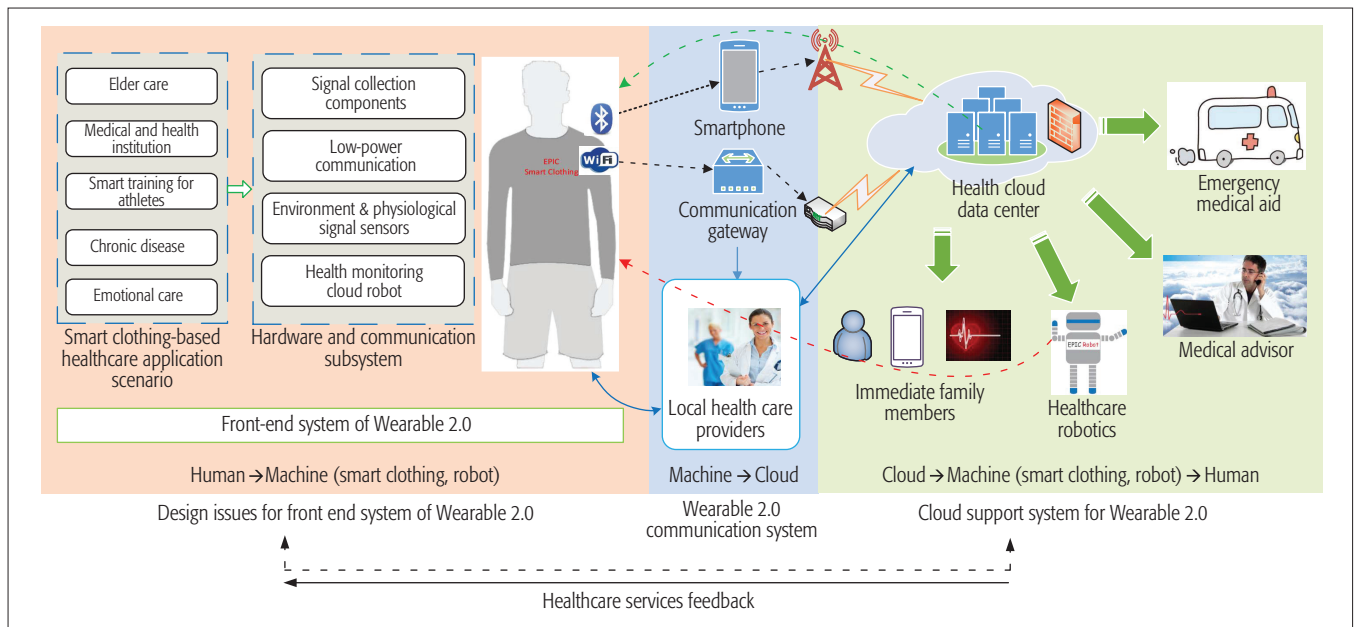 Elder care
Medical and health
institution
Smart training for
athletes
Chronic disease
Emotional care
Smart clothing-based
healthcare application
scenario
Signal collection
components
Low-power
communication
Environment & physiological
signal sensors
Health monitoring
cloud robot
Hardware and communication
subsystem
EPIC
Smart Clothing
WiFi
Front-end system of Wearable 2.0
Human → Machine (smart clothing, robot)
Design issues for front end system of Wearable 2.0
Smartphone
Communication
gateway
Local health care
providers
Machine → Cloud
Wearable 2.0
communication system
Health cloud
data center
Emergency
medical aid
Medical advisor
Immediate family
members
EPIC Robot
Healthcare
robotics
Cloud → Machine (smart clothing, robot) → Human
Cloud support system for Wearable 2.0
Healthcare services feedback